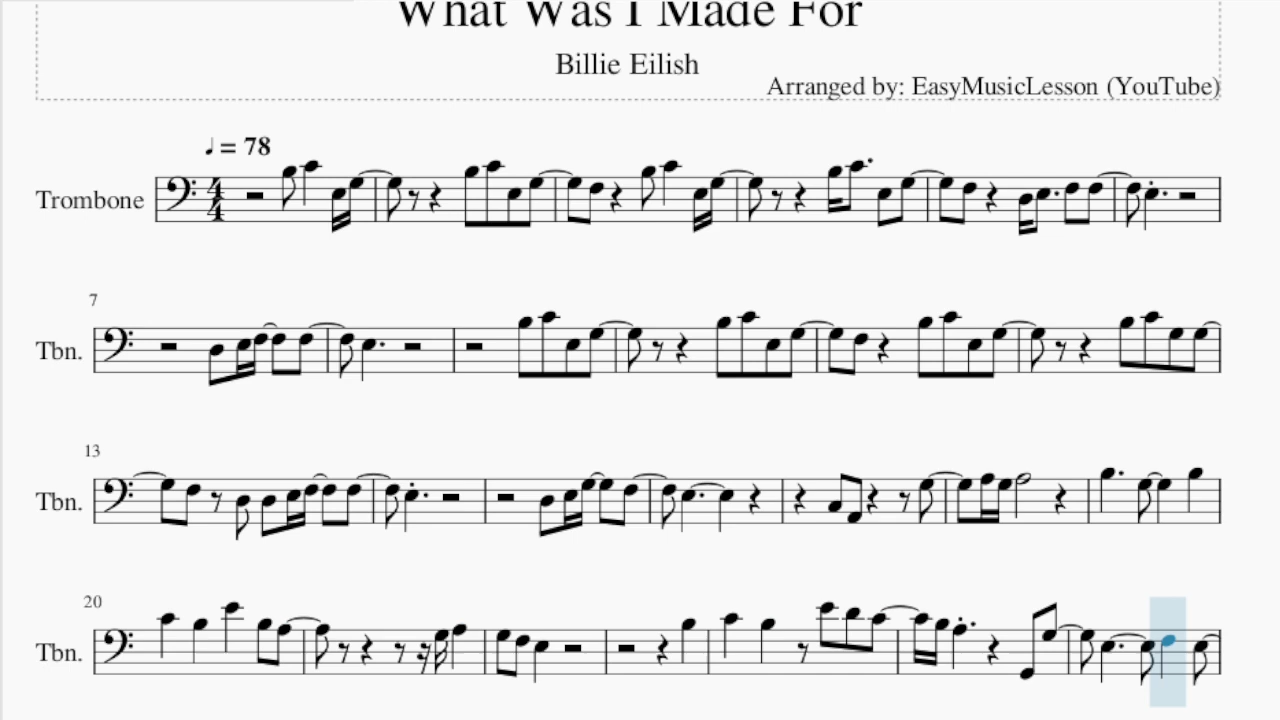 What Was I Made For
Billie Eilish
Arranged by: EasyMusicLesson (YouTube)
♩ = 78
Trombone
4
4
7
Tbn.
13
Tbn.
20
Tbn.